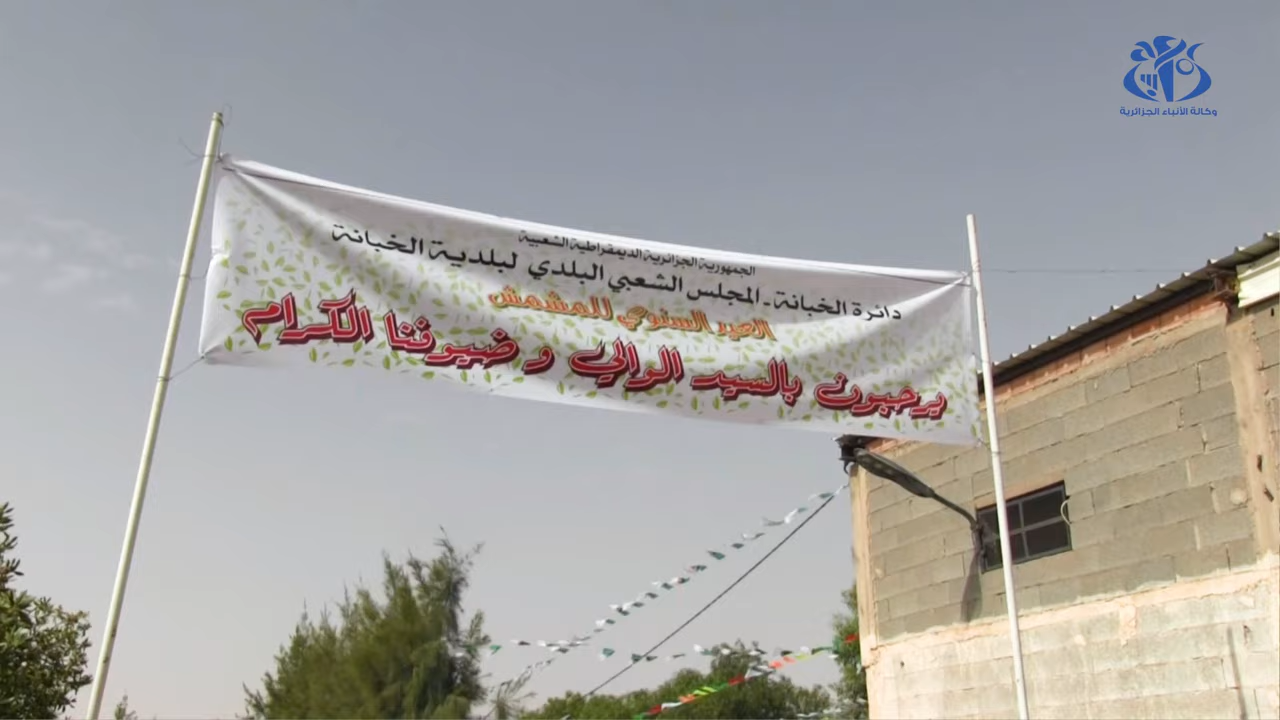 وكالة الأنباء الجزائرية
الجمهورية الجزائرية الديمقراطية الشعبية
دائرة الخبانة - المجلس الشعبي البلدي لبلدية الخبانة
العيد السنوي للمشمش
يرحبون بالسيد الوالي و ضيوفنا الكرام